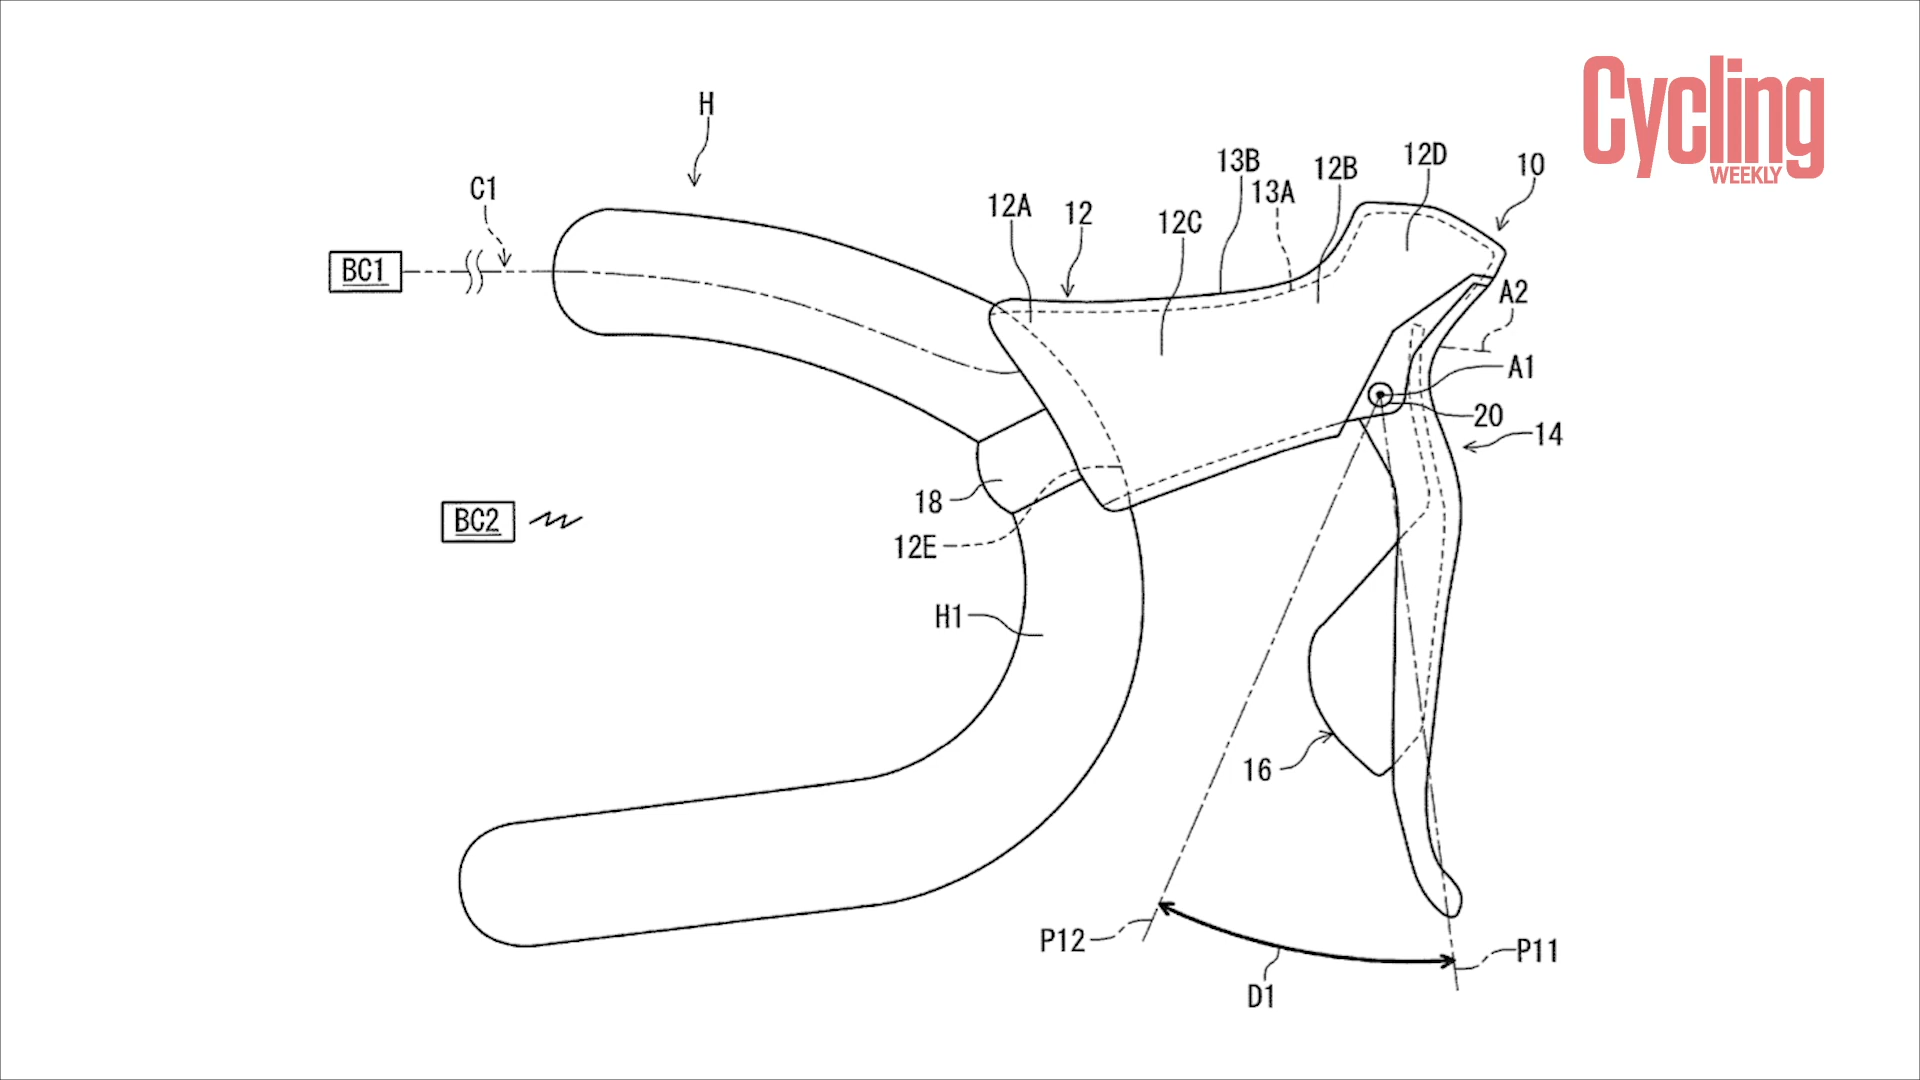 Cycling
WEEKLY
H
C1
BC1
12A
12
12C
13B
13A
12B
12D
10
A2
A1
20
14
18
12E
BC2
H1
16
P12
D1
P11